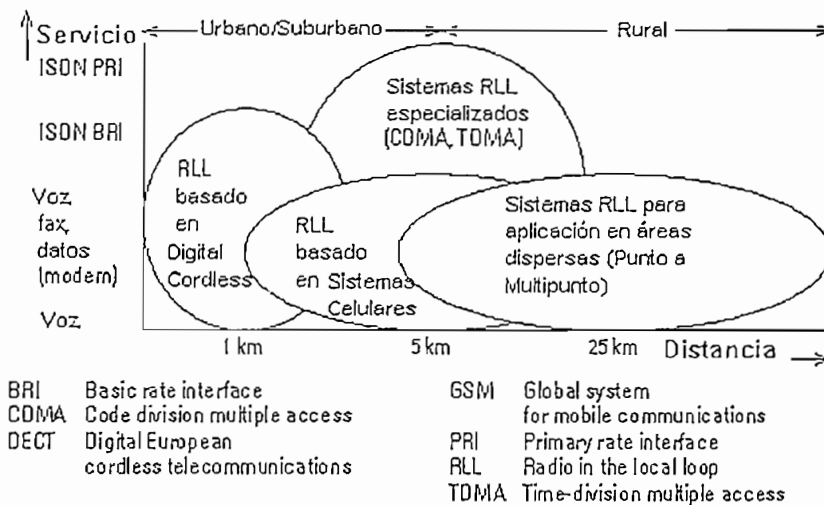 Servicio Urbano/Suburbano Rural
ISDN PRI
ISDN BRI
Voz,
fax,
datos
(modem)
Voz
RLL
basado
en
Digital
Cordless
Sistemas RLL
especializados
(CDMA, TDMA)
RLL
basado
en Sistemas
Celulares
Sistemas RLL para
aplicación en áreas
dispersas (Punto a
Multipunto)
1 km 5 km 25 km Distancia
BRI Basic rate interface
CDMA Code division multiple access
DECT Digital European
cordless telecommunications
GSM Global system
for mobile communications
PRI Primary rate interface
RLL Radio in the local loop
TDMA Time-division multiple access